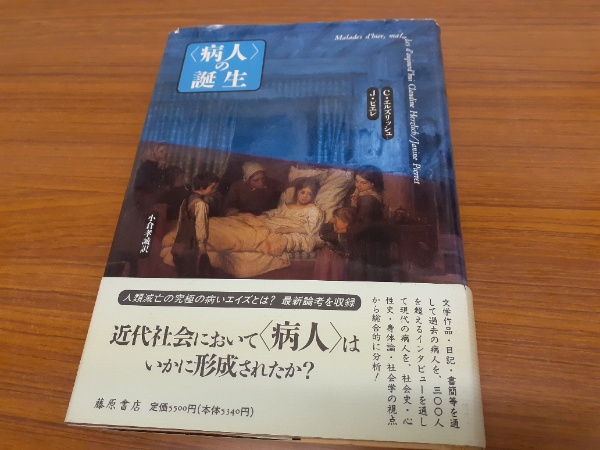 〈病人〉
の
誕生
Malades d'hier, malades d'aujourd'hui Claudine Herzlich/Janine Pierret
C・エルズリッシュ
J・ピエレ
小倉孝誠訳
人類滅亡の究極の病いエイズとは? 最新論考を収録
近代社会において〈病人〉は
いかに形成されたか?
藤原書店 定価5500円(本体5340円)
文学作品・日記・書簡等を通
して過去の病人を、三〇〇人
を超えるインタビューを通し
て現代の病人を、社会史・心
性史・身体論・社会学の視点
から総合的に分析!